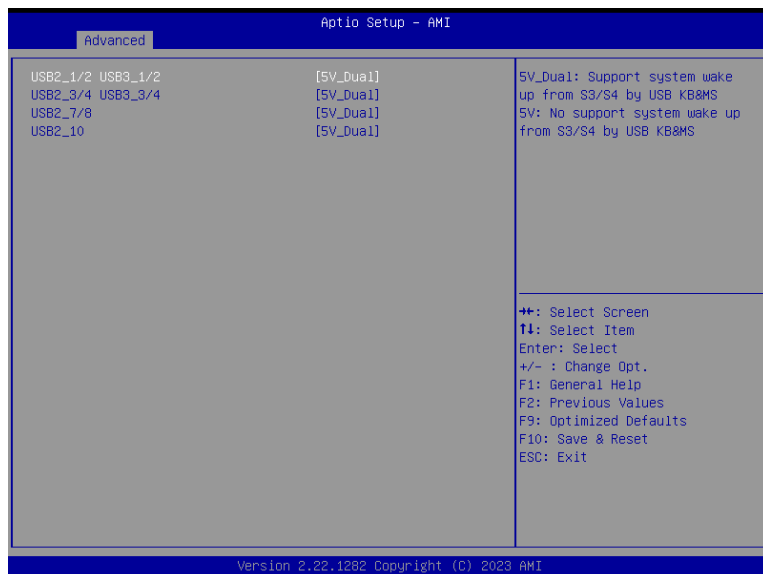 Aptio Setup – AMI
Advanced
USB2_1/2 USB3_1/2 [5V_Dual]
USB2_3/4 USB3_3/4 [5V_Dual]
USB2_7/8 [5V_Dual]
USB2_10 [5V_Dual]
5V_Dual: Support system wake
up from S3/S4 by USB KB&MS
5V: No support system wake up
from S3/S4 by USB KB&MS
→←: Select Screen
↑↓: Select Item
Enter: Select
+/- : Change Opt.
F1: General Help
F2: Previous Values
F9: Optimized Defaults
F10: Save & Reset
ESC: Exit
Version 2.22.1282 Copyright (C) 2023 AMI